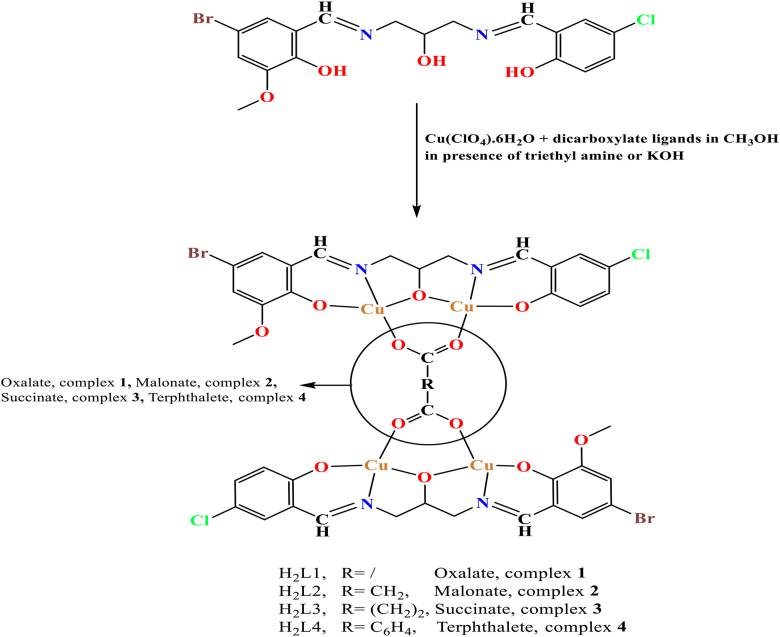 H H
Br N N Cl
OH OH HO
O
Cu(ClO4).6H2O + dicarboxylate ligands in CH3OH
in presence of triethyl amine or KOH
H H
Br N N Cl
O Cu O Cu O
O
O C O
Oxalate, complex 1, Malonate, complex 2,
Succinate, complex 3, Terphthalete, complex 4
R
O C O
O
O Cu O Cu O
Cl N N Br
H H
H2L1, R= / Oxalate, complex 1
H2L2, R= CH2, Malonate, complex 2
H2L3, R= (CH2)2, Succinate, complex 3
H2L4, R= C6H4, Terphthalete, complex 4